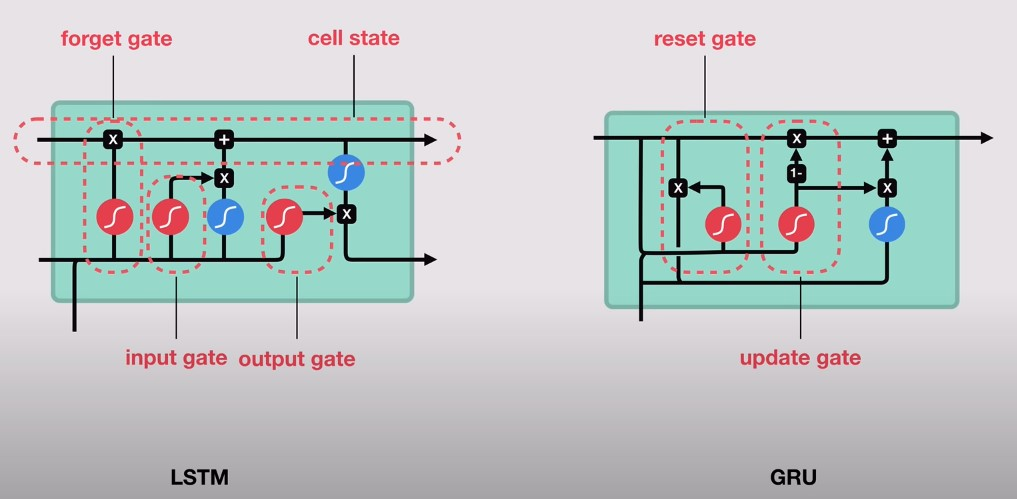 forget gate
cell state
reset gate
x
+
x
+
1-
x
x
x
x
input gate
output gate
update gate
LSTM
GRU